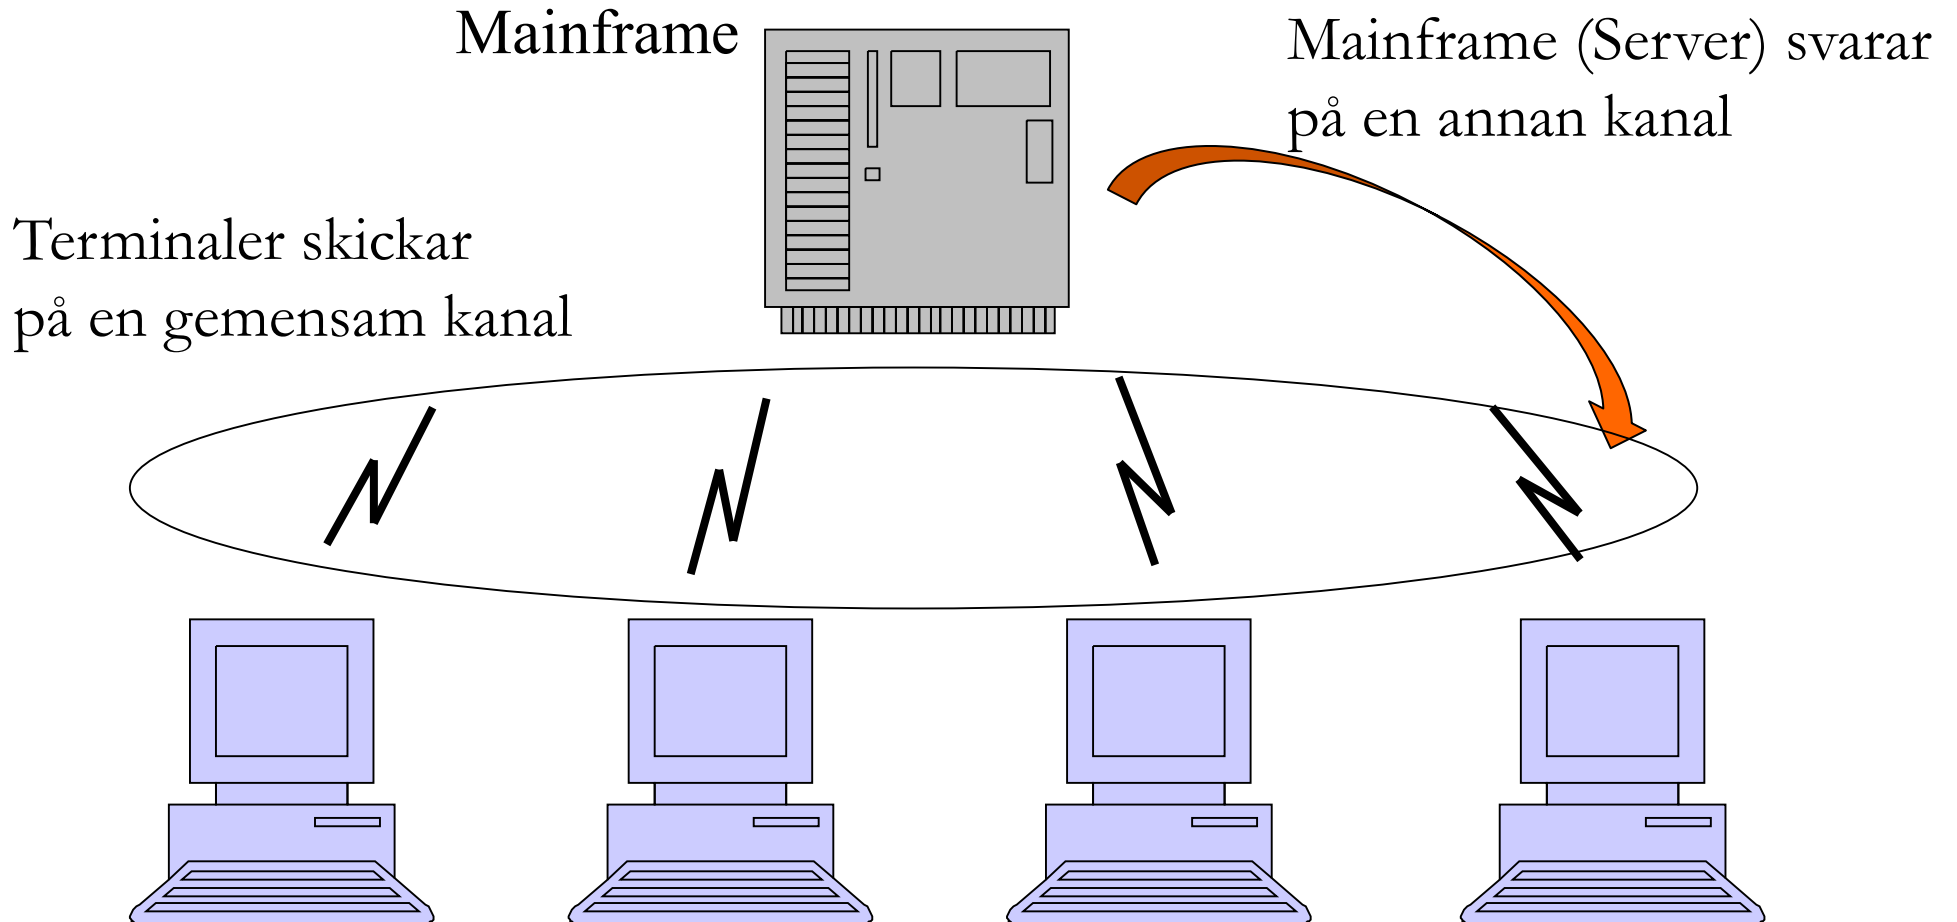 Mainframe
Mainframe (Server) svarar
på en annan kanal
Terminaler skickar
på en gemensam kanal